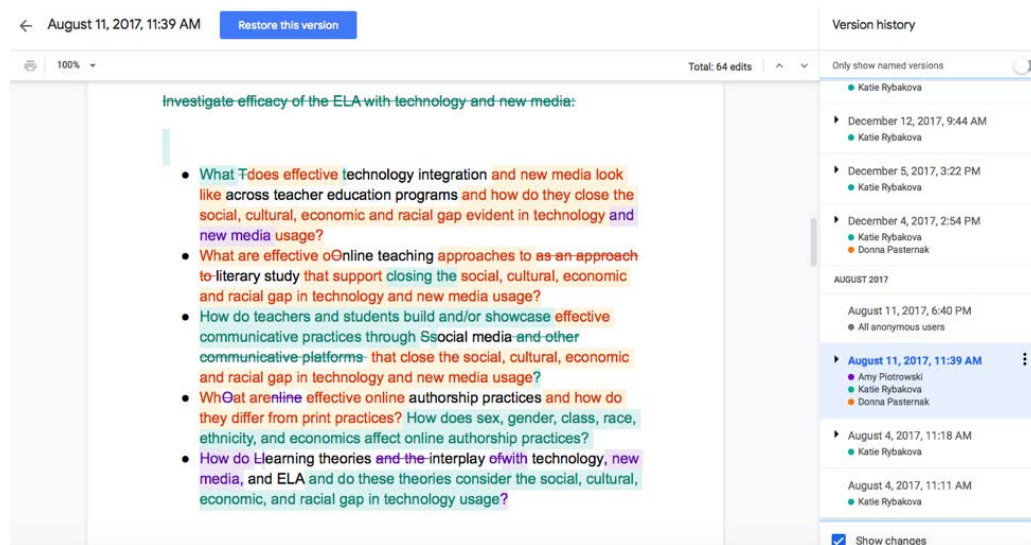 August 11, 2017, 11:39 AM
Restore this version
100%
Total: 64 edits
Investigate efficacy of the ELA with technology and new media:
• What Tdoes effective technology integration and new media look
like across teacher education programs and how do they close the
social, cultural, economic and racial gap evident in technology and
new media usage?
• What are effective oOnline teaching approaches to as an approach
to literary study that support closing the social, cultural, economic
and racial gap in technology and new media usage?
• How do teachers and students build and/or showcase effective
communicative practices through Ssocial media and other
communicative platforms that close the social, cultural, economic
and racial gap in technology and new media usage?
• WhOat arenline effective online authorship practices and how do
they differ from print practices? How does sex, gender, class, race,
ethnicity, and economics affect online authorship practices?
• How do Llearning theories and the interplay ofwith technology, new
media, and ELA and do these theories consider the social, cultural,
economic, and racial gap in technology usage?
Version history
Only show named versions
Katie Rybakova
December 12, 2017, 9:44 AM
Katie Rybakova
December 5, 2017, 3:22 PM
Katie Rybakova
December 4, 2017, 2:54 PM
Katie Rybakova
Donna Pasternak
AUGUST 2017
August 11, 2017, 6:40 PM
All anonymous users
August 11, 2017, 11:39 AM
Amy Piotrowski
Katie Rybakova
Donna Pasternak
August 4, 2017, 11:18 AM
Katie Rybakova
August 4, 2017, 11:11 AM
Katie Rybakova
Show changes